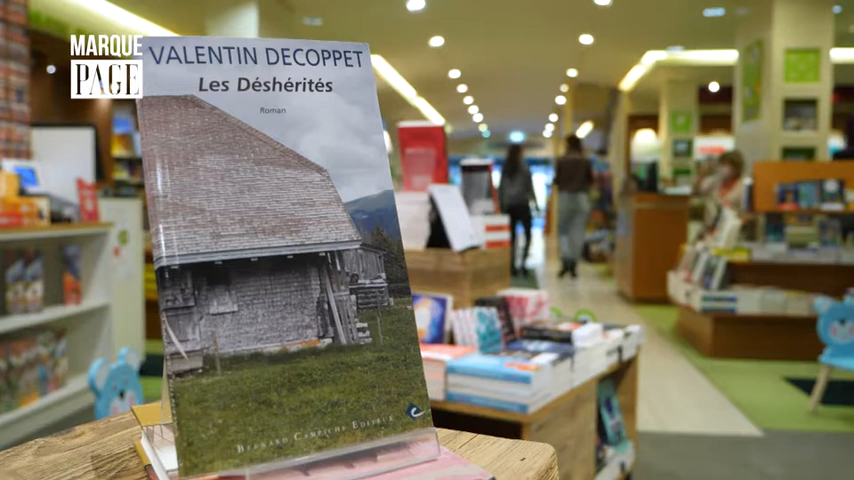 MARQUE
PAGE
VALENTIN DECOPPET
Les Déshérités
Roman
BERNARD CAMPICHE EDITEUR